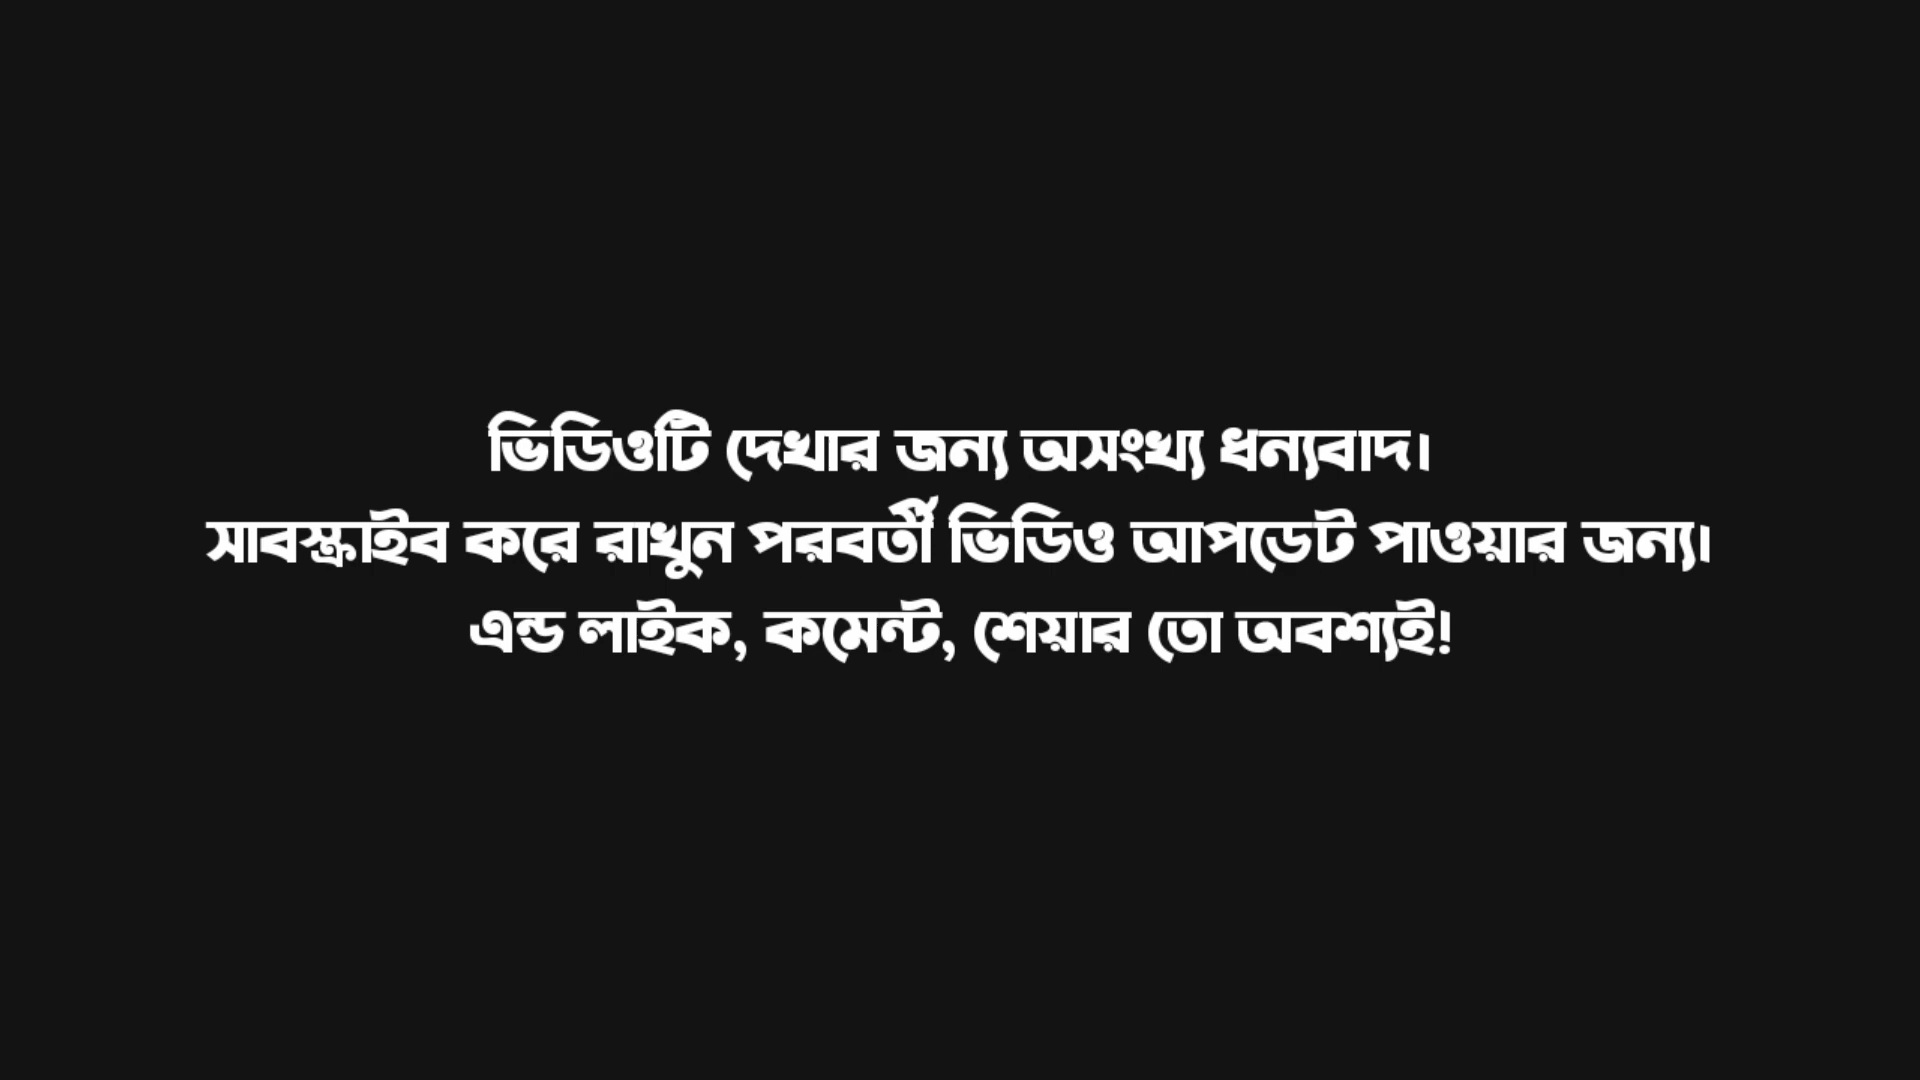 ভিডিওটি দেখার জন্য অসংখ্য ধন্যবাদ।
সাবস্ক্রাইব করে রাখুন পরবর্তী ভিডিও আপডেট পাওয়ার জন্য।
এন্ড লাইক, কমেন্ট, শেয়ার তো অবশ্যই!